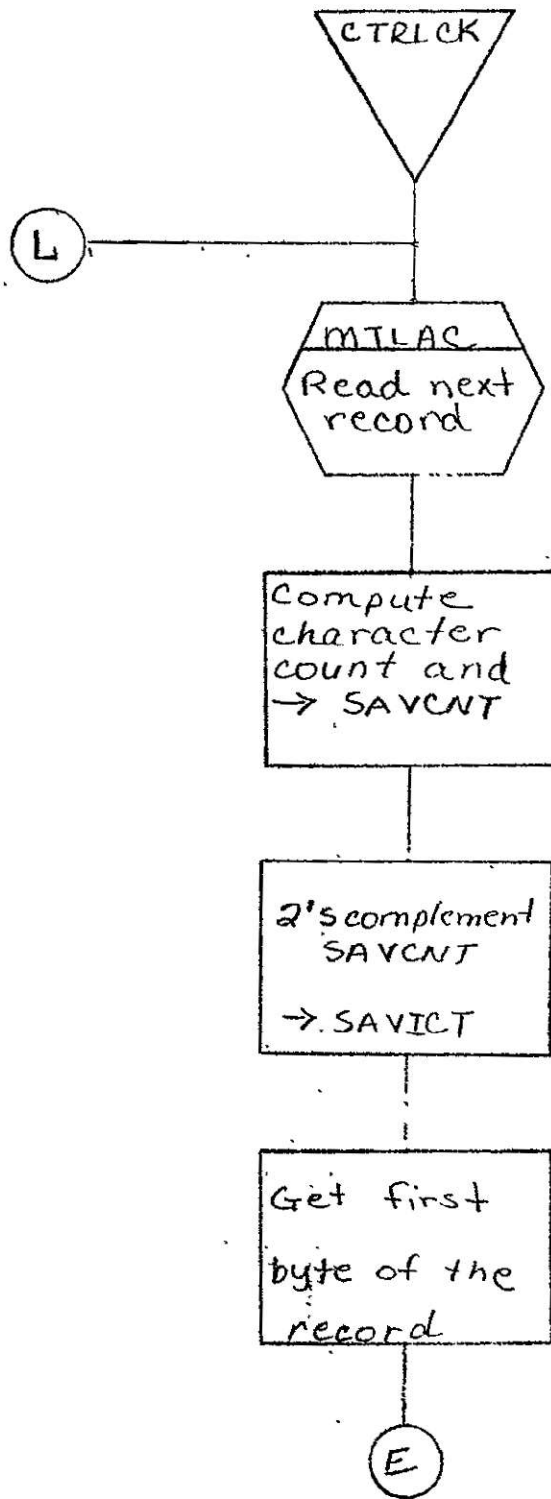 CTRLCK
L
MTLAC
Read next
record
Compute
character
count and
→ SAVCNT
2's complement
SAVCNT
→ SAVICT
Get first
byte of the
record
E